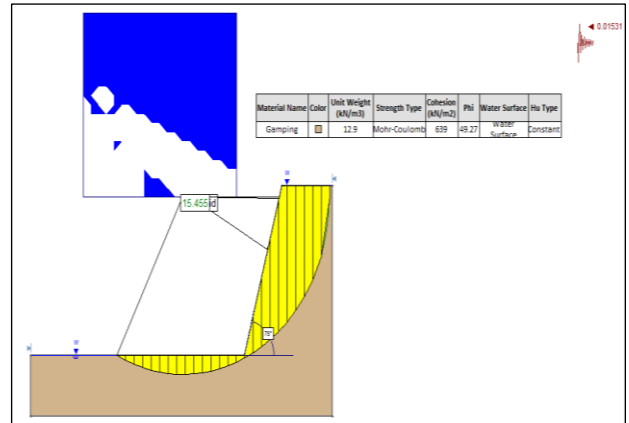 ◄ 0.01531
Material Name Color Unit Weight (kN/m3) Strength Type Cohesion (kN/m2) Phi Water Surface Hu Type
Gamping 12.9 Mohr-Coulomb 639 49.27 Water Surface Constant
15.455
78°